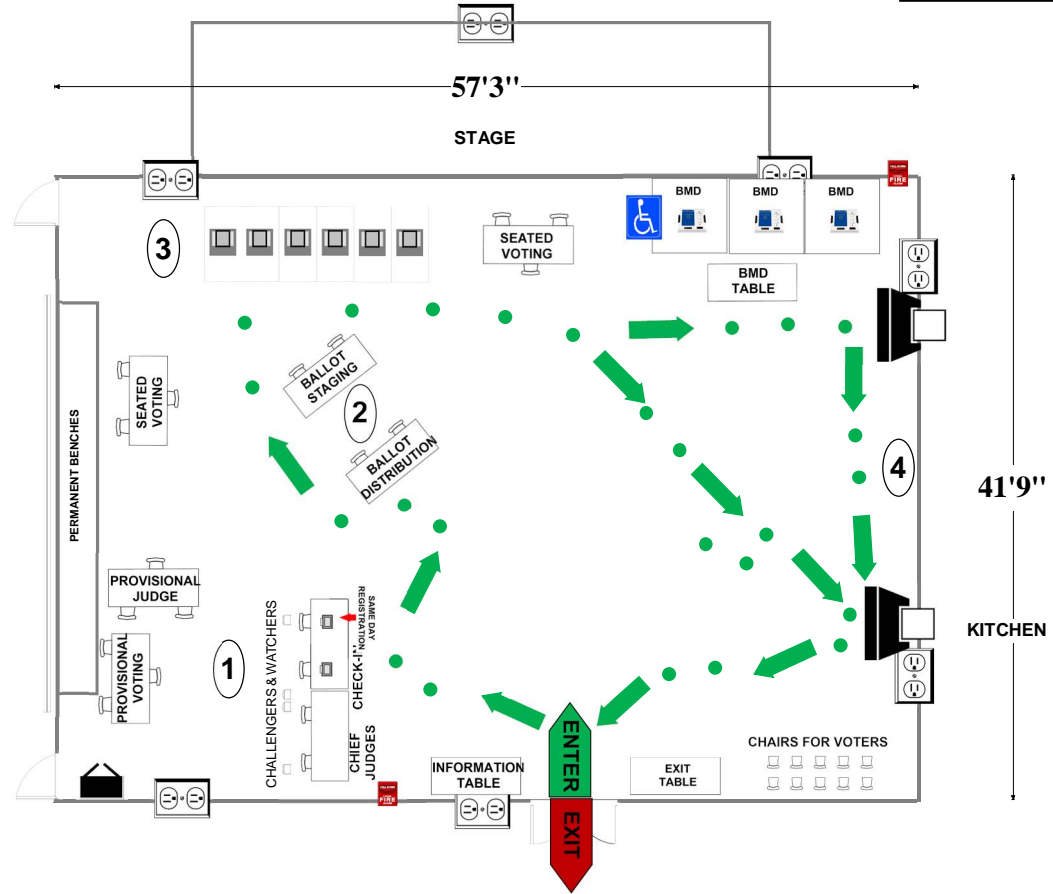 57'3"
STAGE
BMD
BMD
BMD
FIRE
3
SEATED
VOTING
BMD
TABLE
BALLOT
STAGING
2
SEATED
VOTING
BALLOT
DISTRIBUTION
4
41'9"
PERMANENT BENCHES
PROVISIONAL
JUDGE
SAME DAY
REGISTRATION
CHALLENGERS & WATCHERS
CHECK-IN
1
PROVISIONAL
VOTING
KITCHEN
CHIEF
JUDGES
ENTER
CHAIRS FOR VOTERS
INFORMATION
TABLE
EXIT
TABLE
FIRE
EXIT